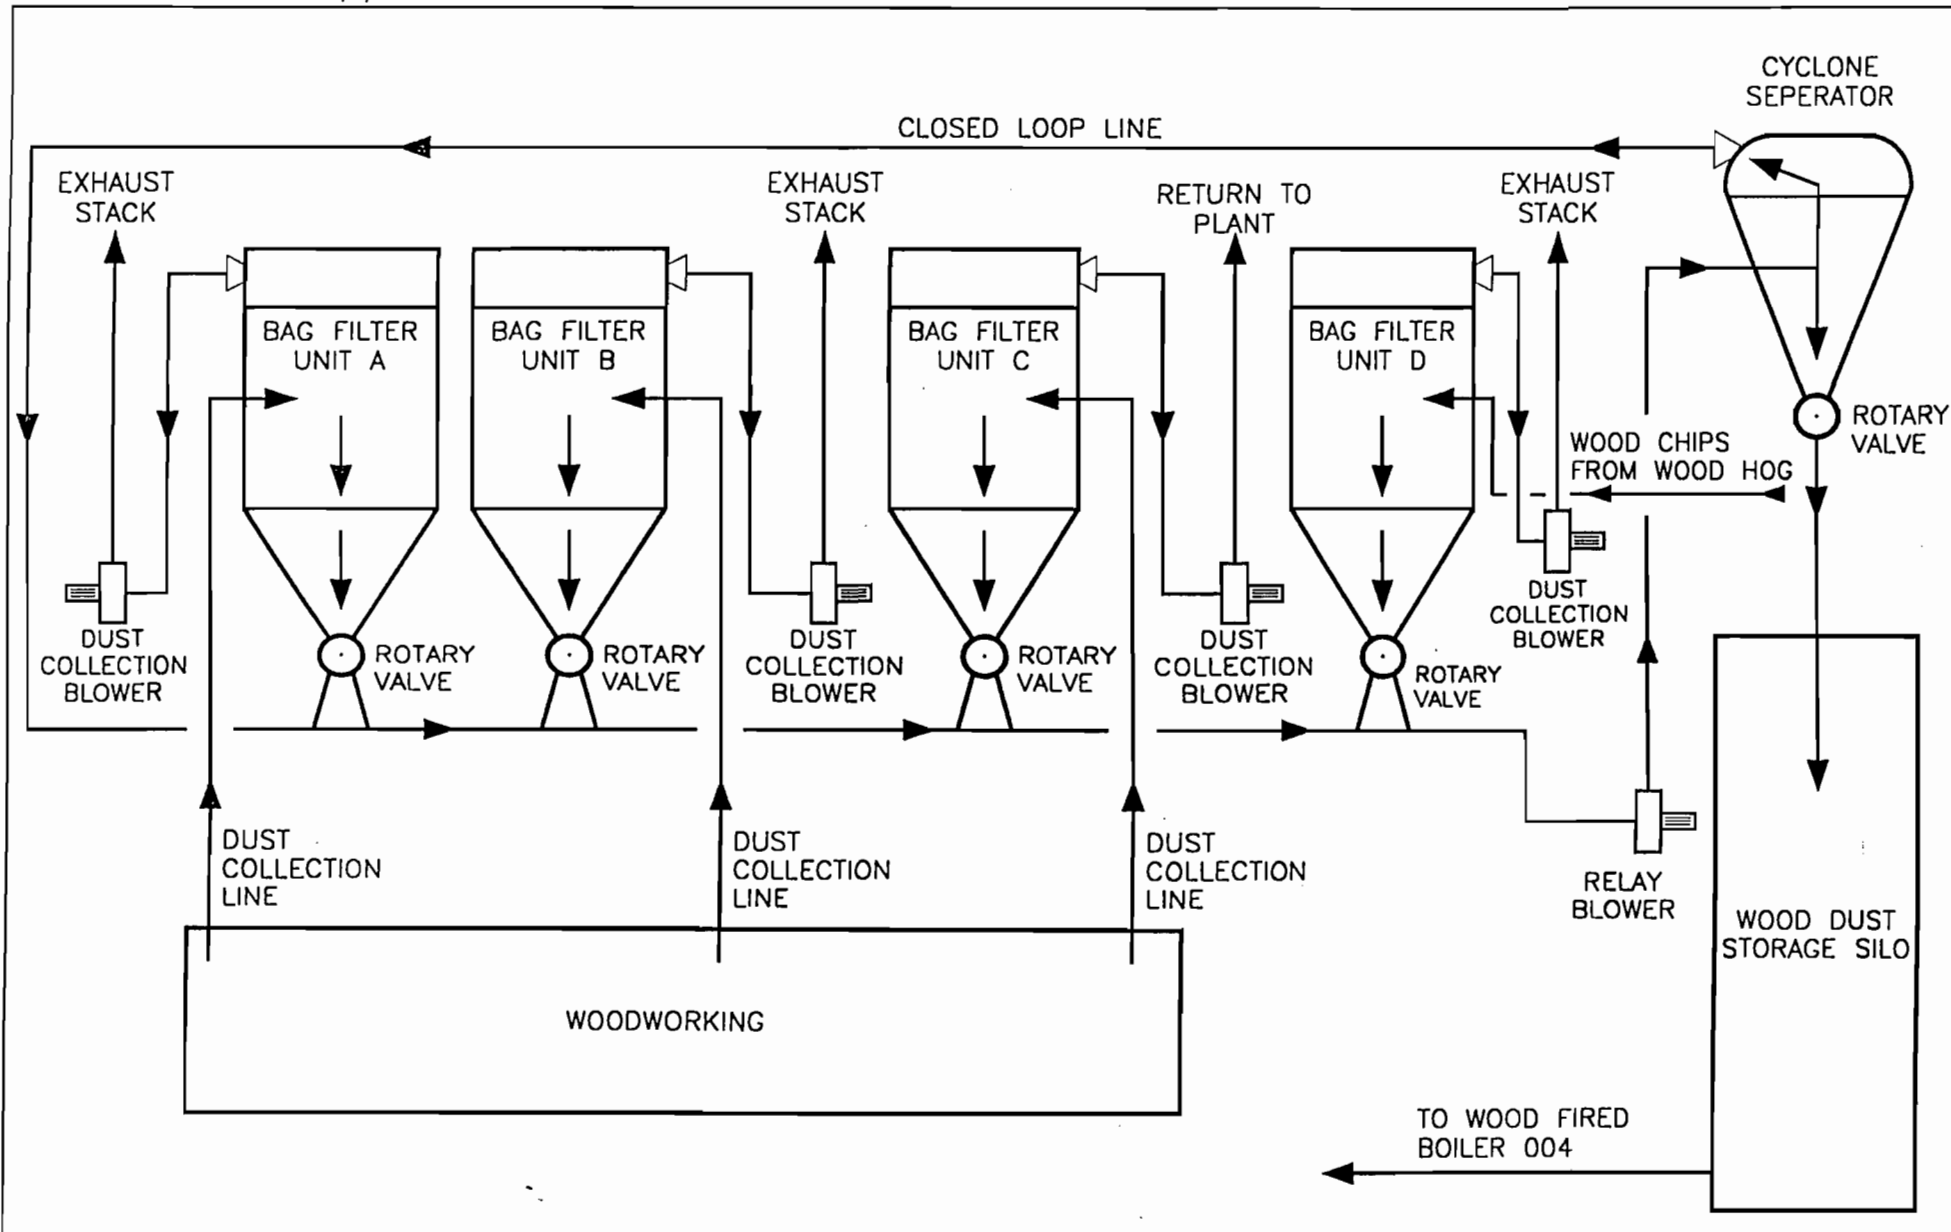 CYCLONE
SEPERATOR
CLOSED LOOP LINE
EXHAUST
STACK
EXHAUST
STACK
RETURN TO
PLANT
EXHAUST
STACK
BAG FILTER
UNIT A
BAG FILTER
UNIT B
BAG FILTER
UNIT C
BAG FILTER
UNIT D
ROTARY
VALVE
WOOD CHIPS
FROM WOOD HOG
DUST
COLLECTION
BLOWER
ROTARY
VALVE
ROTARY
VALVE
DUST
COLLECTION
BLOWER
ROTARY
VALVE
DUST
COLLECTION
BLOWER
ROTARY
VALVE
DUST
COLLECTION
BLOWER
DUST
COLLECTION
LINE
DUST
COLLECTION
LINE
DUST
COLLECTION
LINE
RELAY
BLOWER
WOOD DUST
STORAGE SILO
WOODWORKING
TO WOOD FIRED
BOILER 004